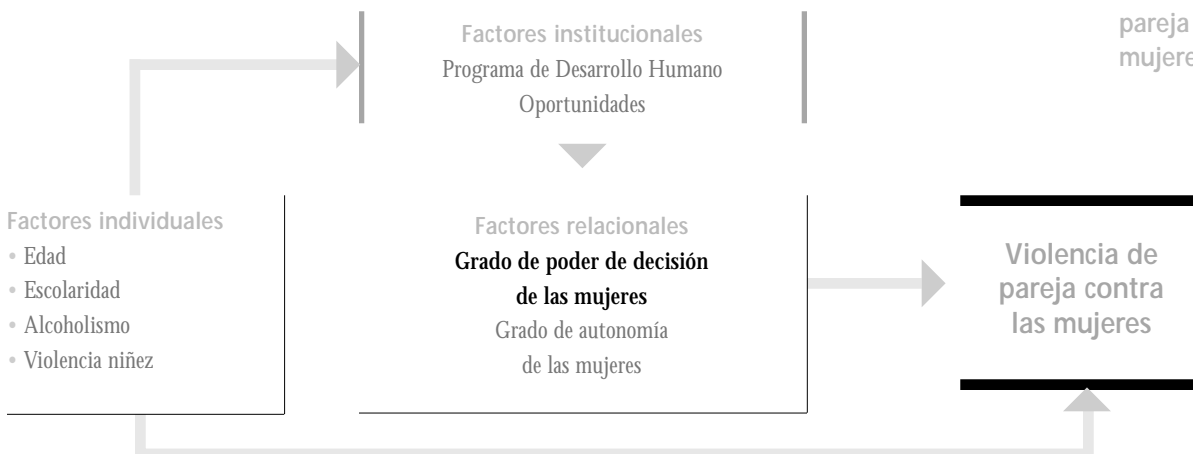 pareja
Factores institucionales
Programa de Desarrollo Humano
Oportunidades
Factores individuales
• Edad
• Escolaridad
• Alcoholismo
• Violencia niñez
Factores relacionales
Grado de poder de decisión
de las mujeres
Grado de autonomía
de las mujeres
Violencia de
pareja contra
las mujeres